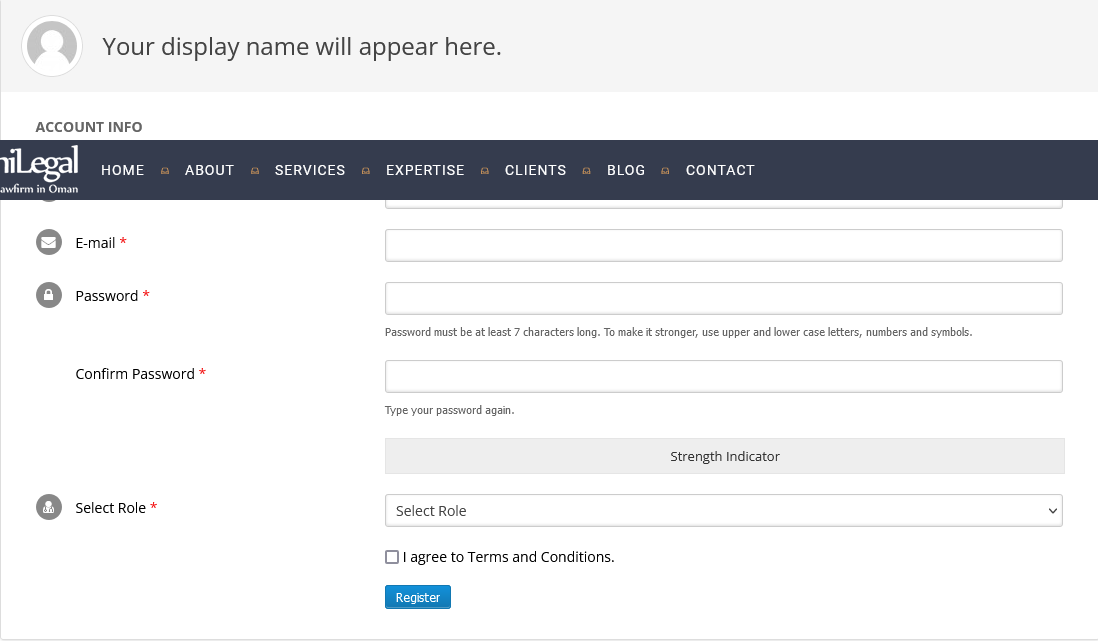 Your display name will appear here.
ACCOUNT INFO
HOME ABOUT SERVICES EXPERTISE CLIENTS BLOG CONTACT
in Oman
E-mail *
Password *
Password must be at least 7 characters long. To make it stronger, use upper and lower case letters, numbers and symbols.
Confirm Password *
Type your password again.
Strength Indicator
Select Role *
Select Role
I agree to Terms and Conditions.
Register